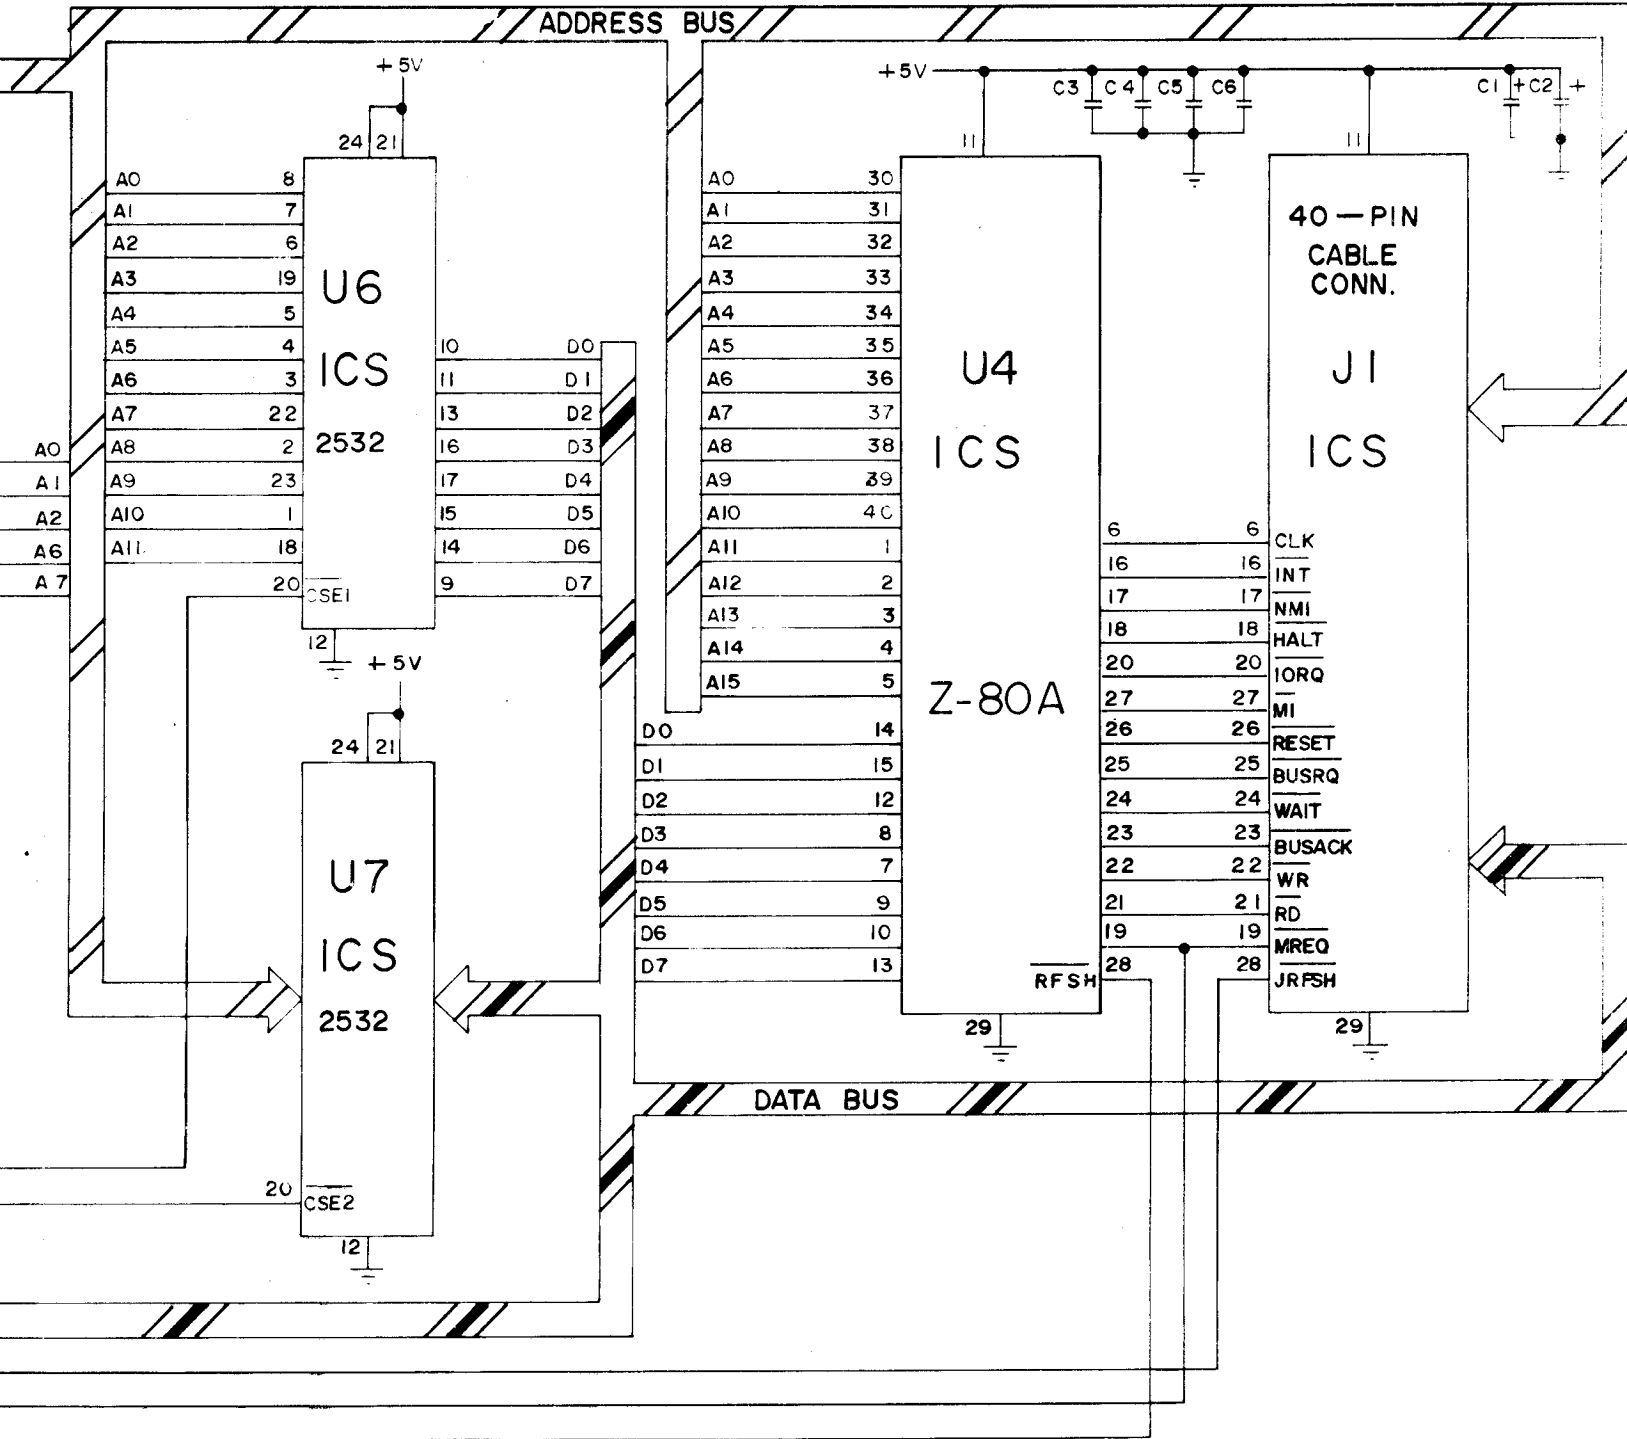 ADDRESS BUS
+5V
24 21
A0 8
A1 7
A2 6
A3 19
A4 5
A5 4
A6 3
A7 22
A8 2
A9 23
A10 1
A11 18
20 CSE1
12
U6
ICS
2532
10 D0
11 D1
13 D2
16 D3
17 D4
15 D5
14 D6
9 D7
A0
A1
A2
A6
A7
+5V
24 21
U7
ICS
2532
20 CSE2
12
+5V
C3 C4 C5 C6
C1 + C2 +
11
A0 30
A1 31
A2 32
A3 33
A4 34
A5 35
A6 36
A7 37
A8 38
A9 39
A10 40
A11 1
A12 2
A13 3
A14 4
A15 5
D0 14
D1 15
D2 12
D3 8
D4 7
D5 9
D6 10
D7 13
U4
ICS
Z-80A
RFSH
29
11
40-PIN
CABLE
CONN.
J1
ICS
6 6 CLK
16 16 INT
17 17 NMI
18 18 HALT
20 20 IORQ
27 27 M1
26 26 RESET
25 25 BUSRQ
24 24 WAIT
23 23 BUSACK
22 22 WR
21 21 RD
19 19 MREQ
28 28 JRFSH
29
DATA BUS